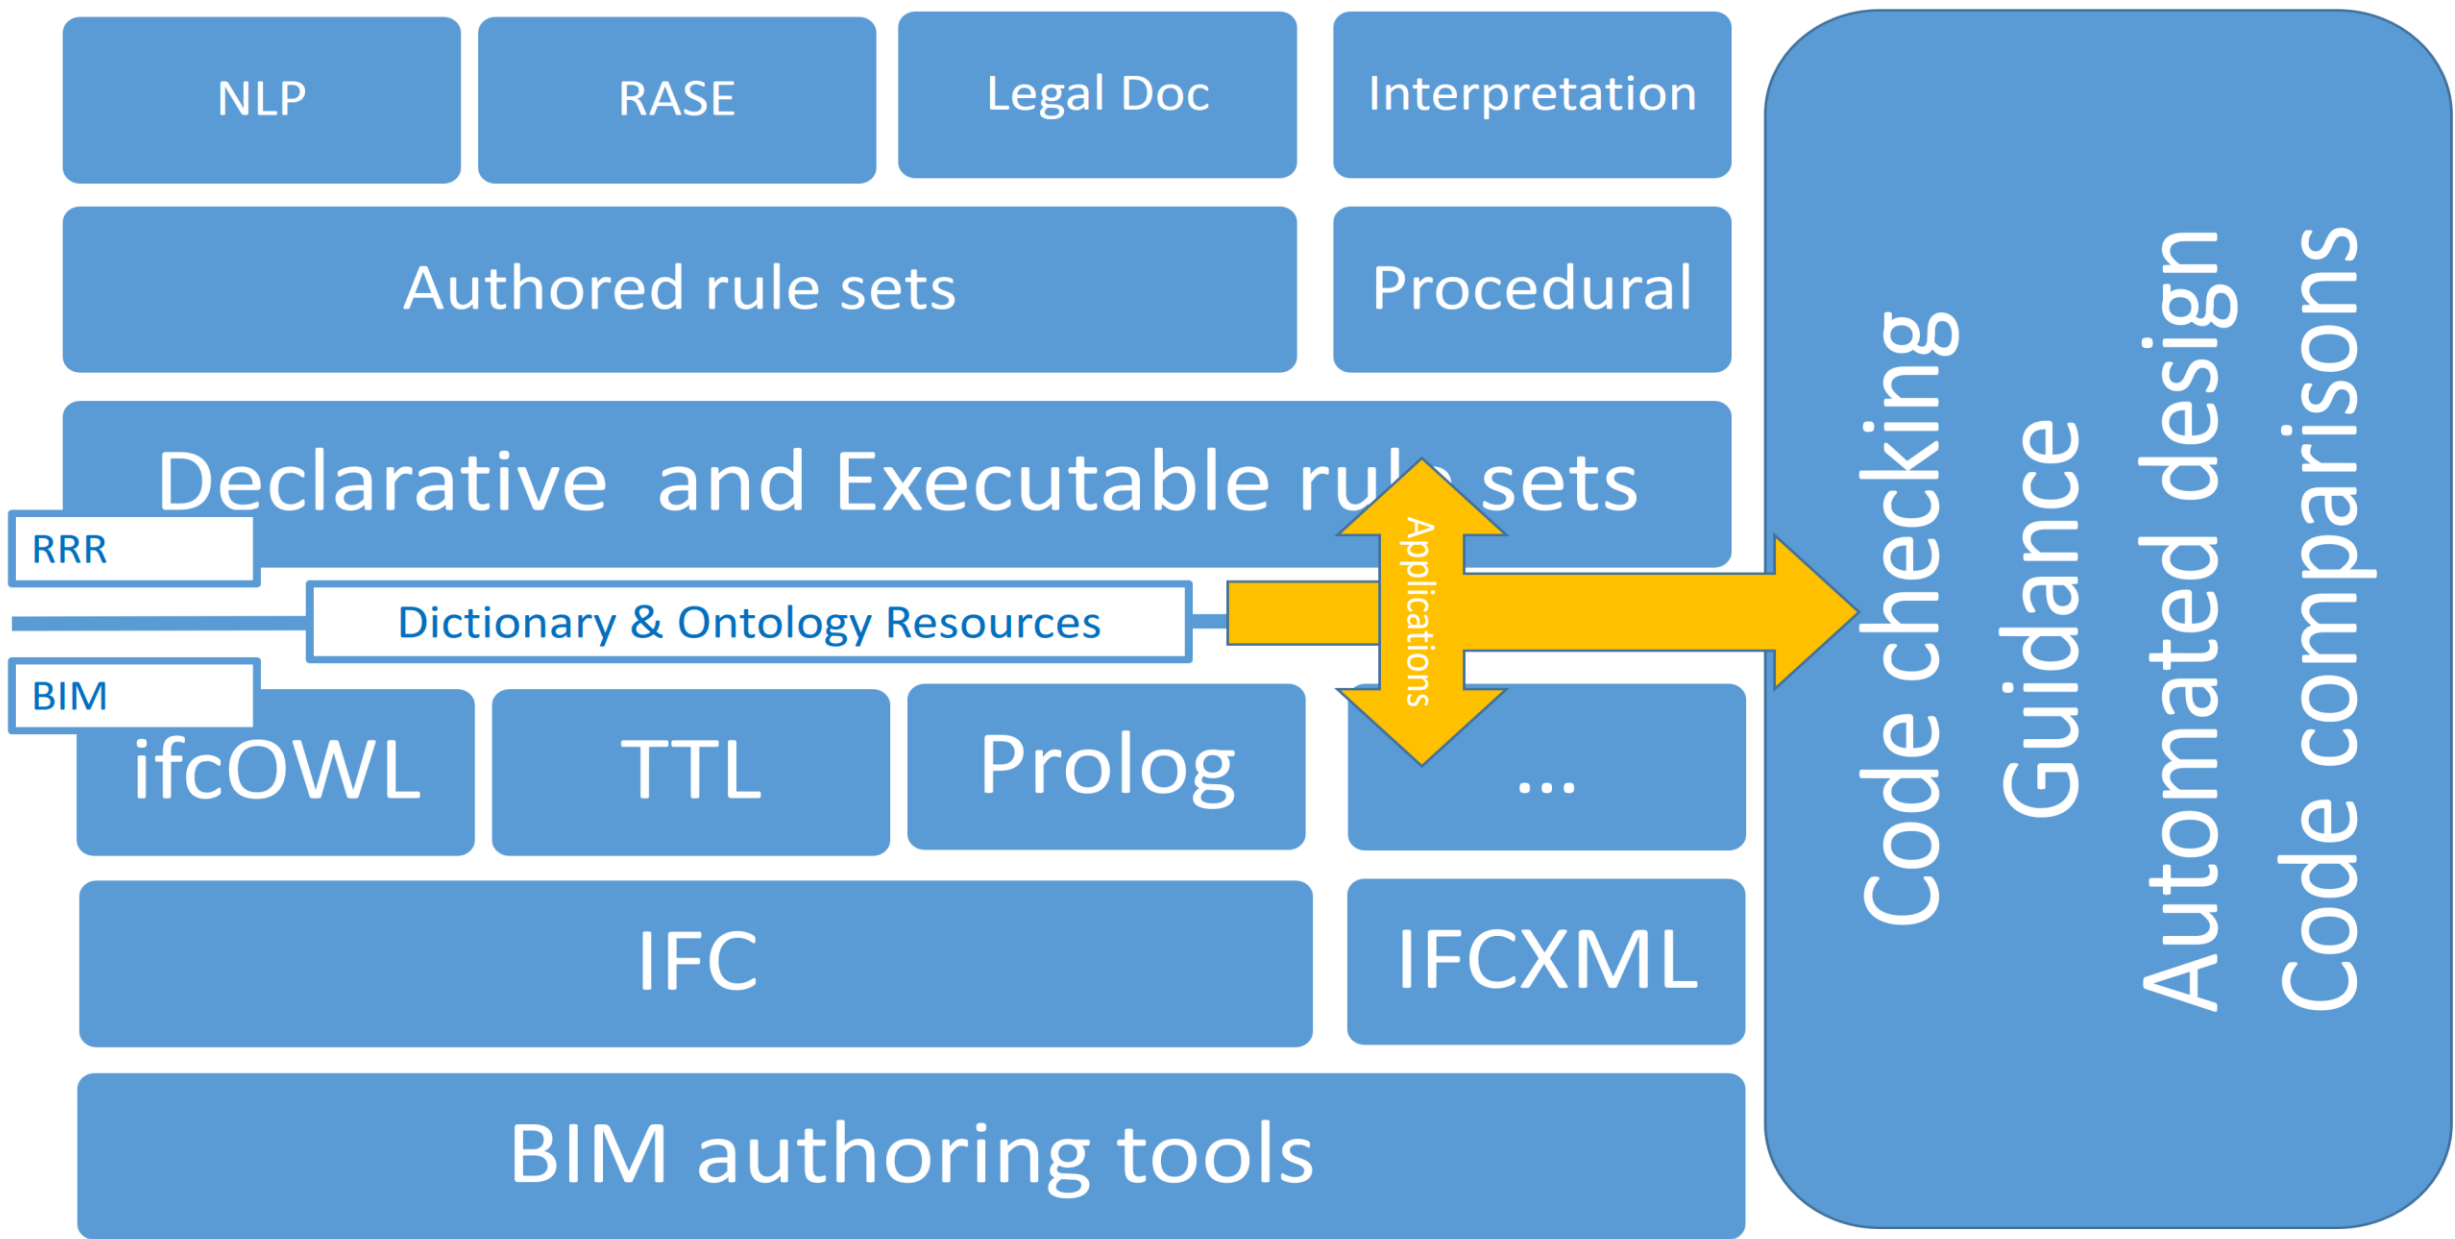 NLP
RASE
Legal Doc
Interpretation
Authored rule sets
Procedural
Declarative and Executable rule sets
RRR
Dictionary & Ontology Resources
Applications
BIM
ifcOWL
TTL
Prolog
...
IFC
IFCXML
BIM authoring tools
Code checking
Guidance
Automated design
Code comparisons